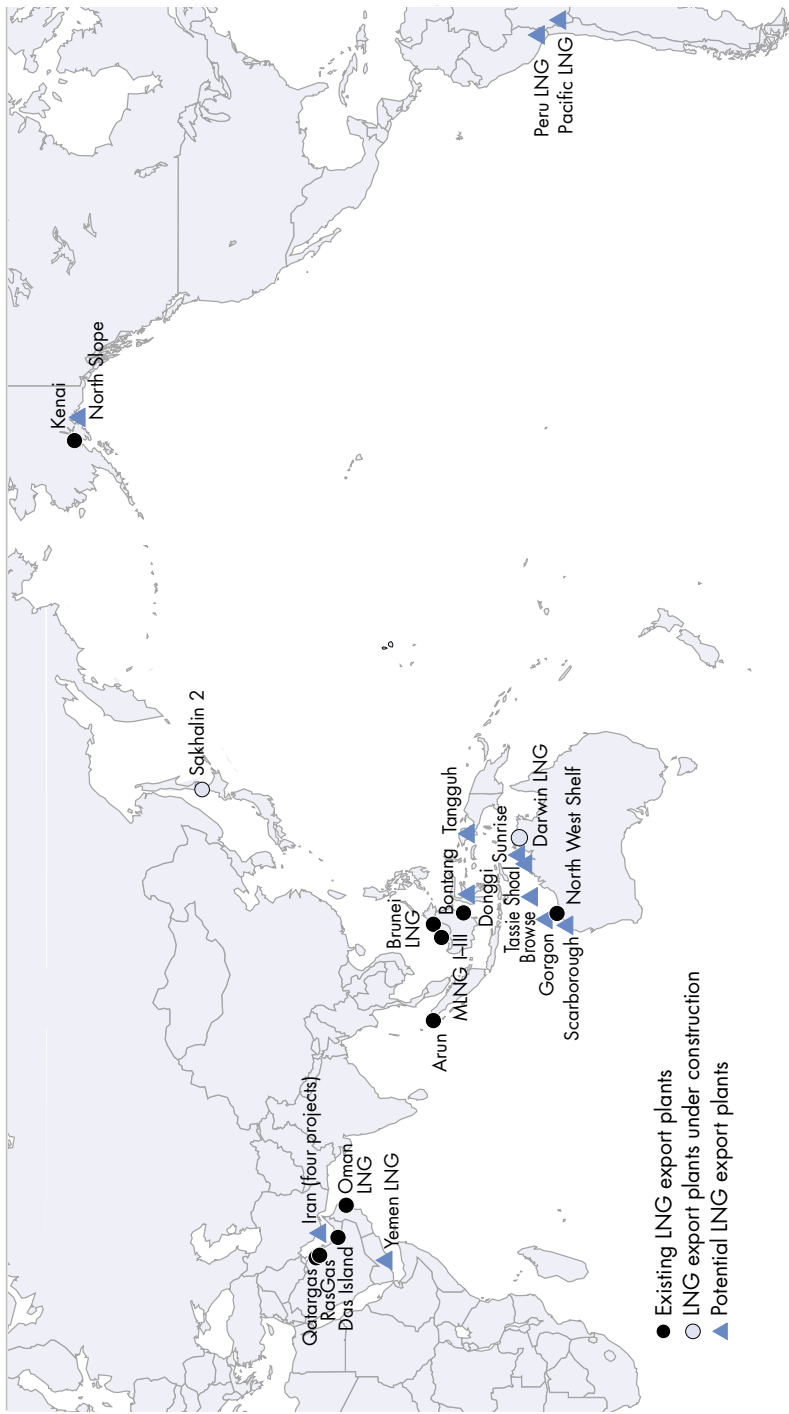 Qatargas
RasGas
Das Island
Iran (four projects)
Oman
LNG
Yemen LNG
Arun
Brunei
LNG
MLNG I–III
Bontang
Donggi
Tangguh
Sunrise
Tassie Shoal
Browse
Gorgon
Scarborough
Darwin LNG
North West Shelf
Sakhalin 2
Kenai
North Slope
Peru LNG
Pacific LNG
Existing LNG export plants
LNG export plants under construction
Potential LNG export plants